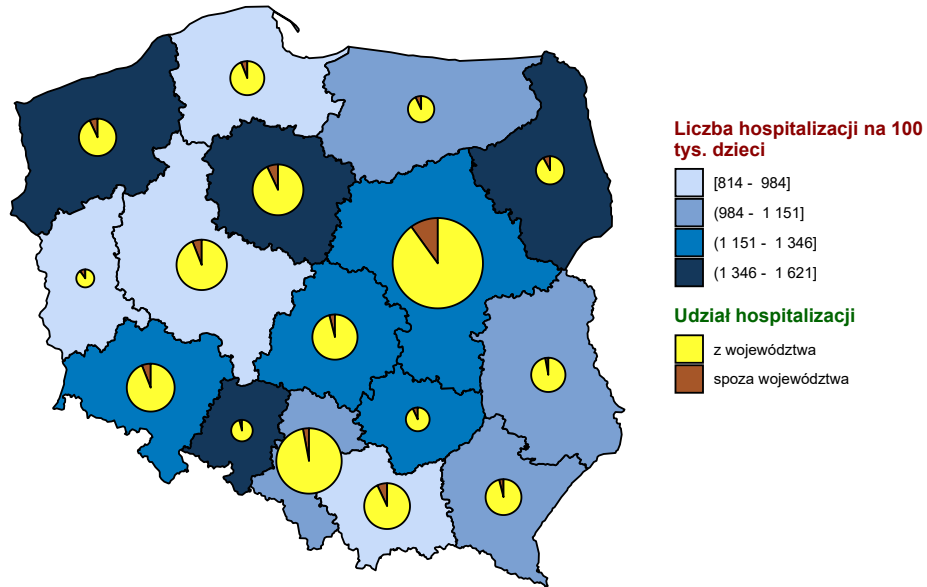 Liczba hospitalizacji na 100
tys. dzieci
[814 - 984]
(984 - 1 151]
(1 151 - 1 346]
(1 346 - 1 621]
Udział hospitalizacji
z województwa
spoza województwa